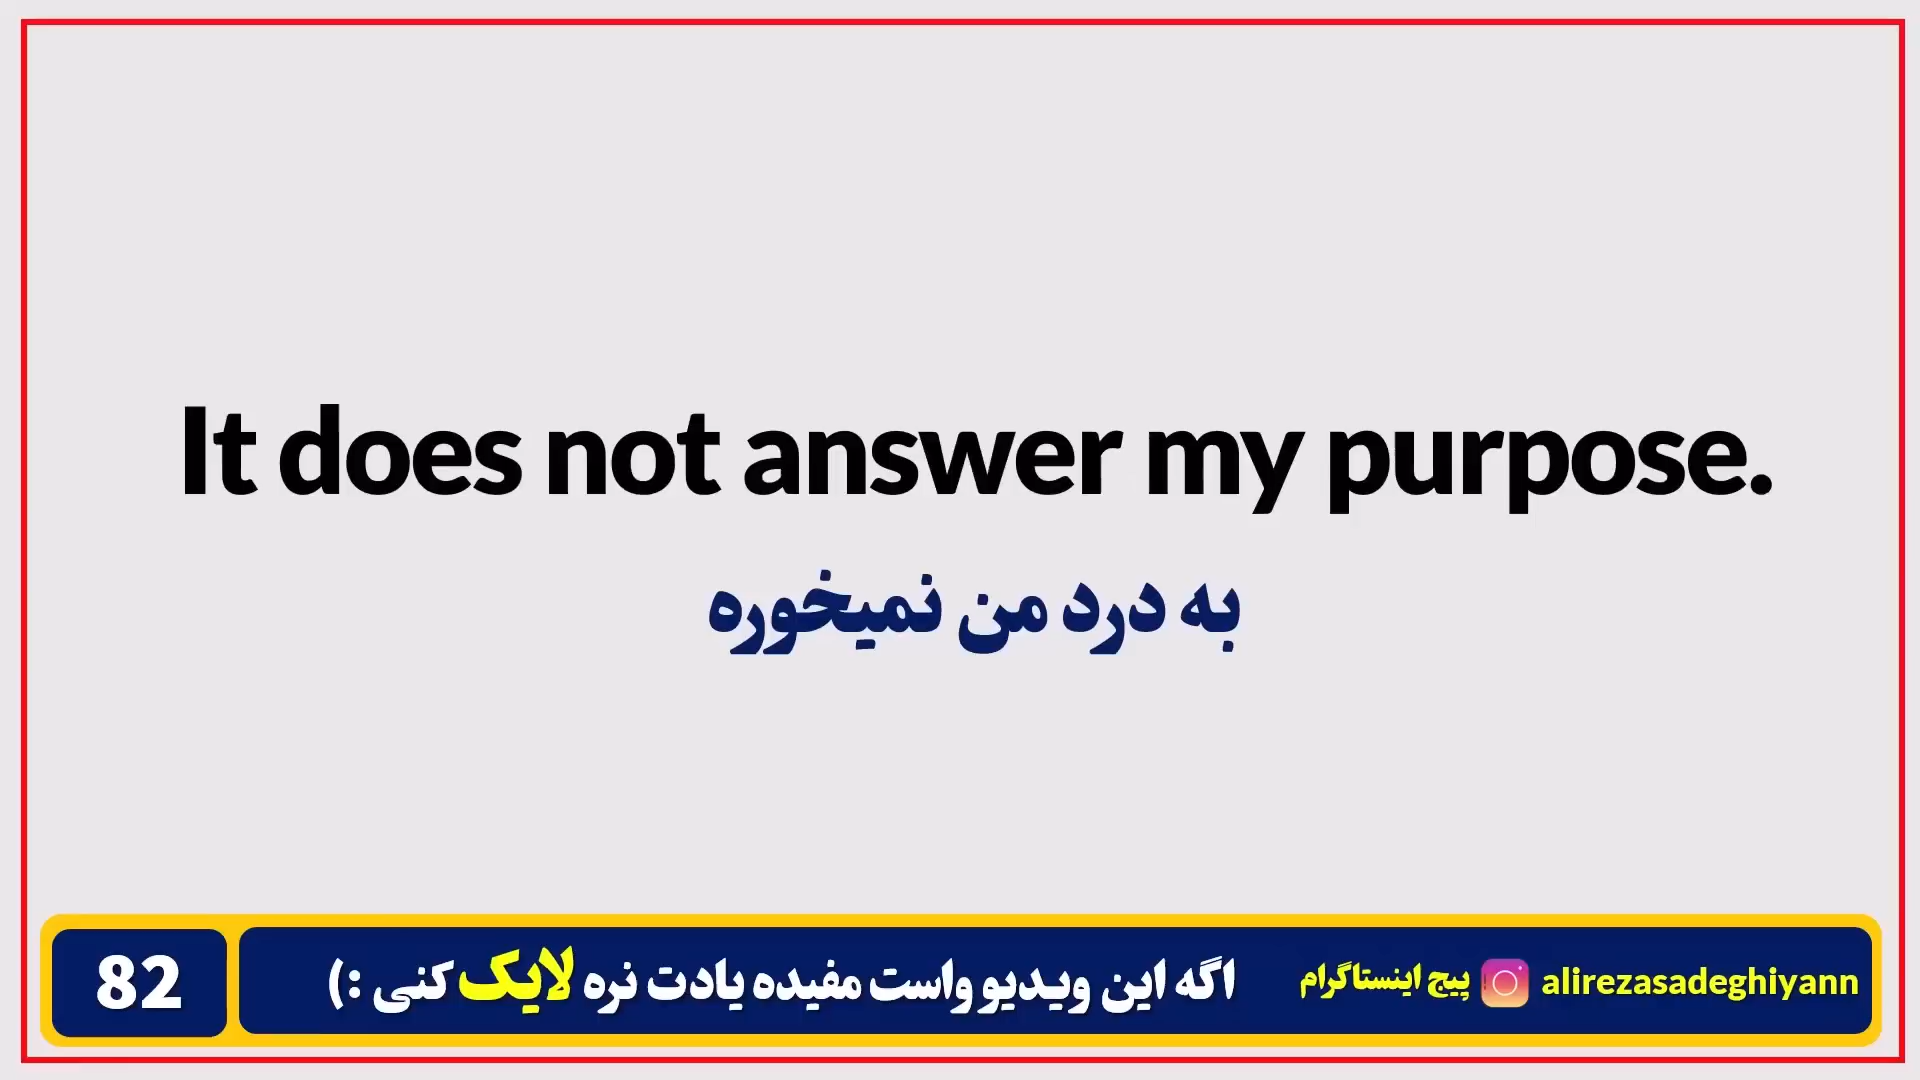 It does not answer my purpose.
به درد من نمیخوره
82
اگه این ویدیو واست مفیده یادت نره لایک کنی :)
پیج اینستاگرام
alirezasadeghiyann